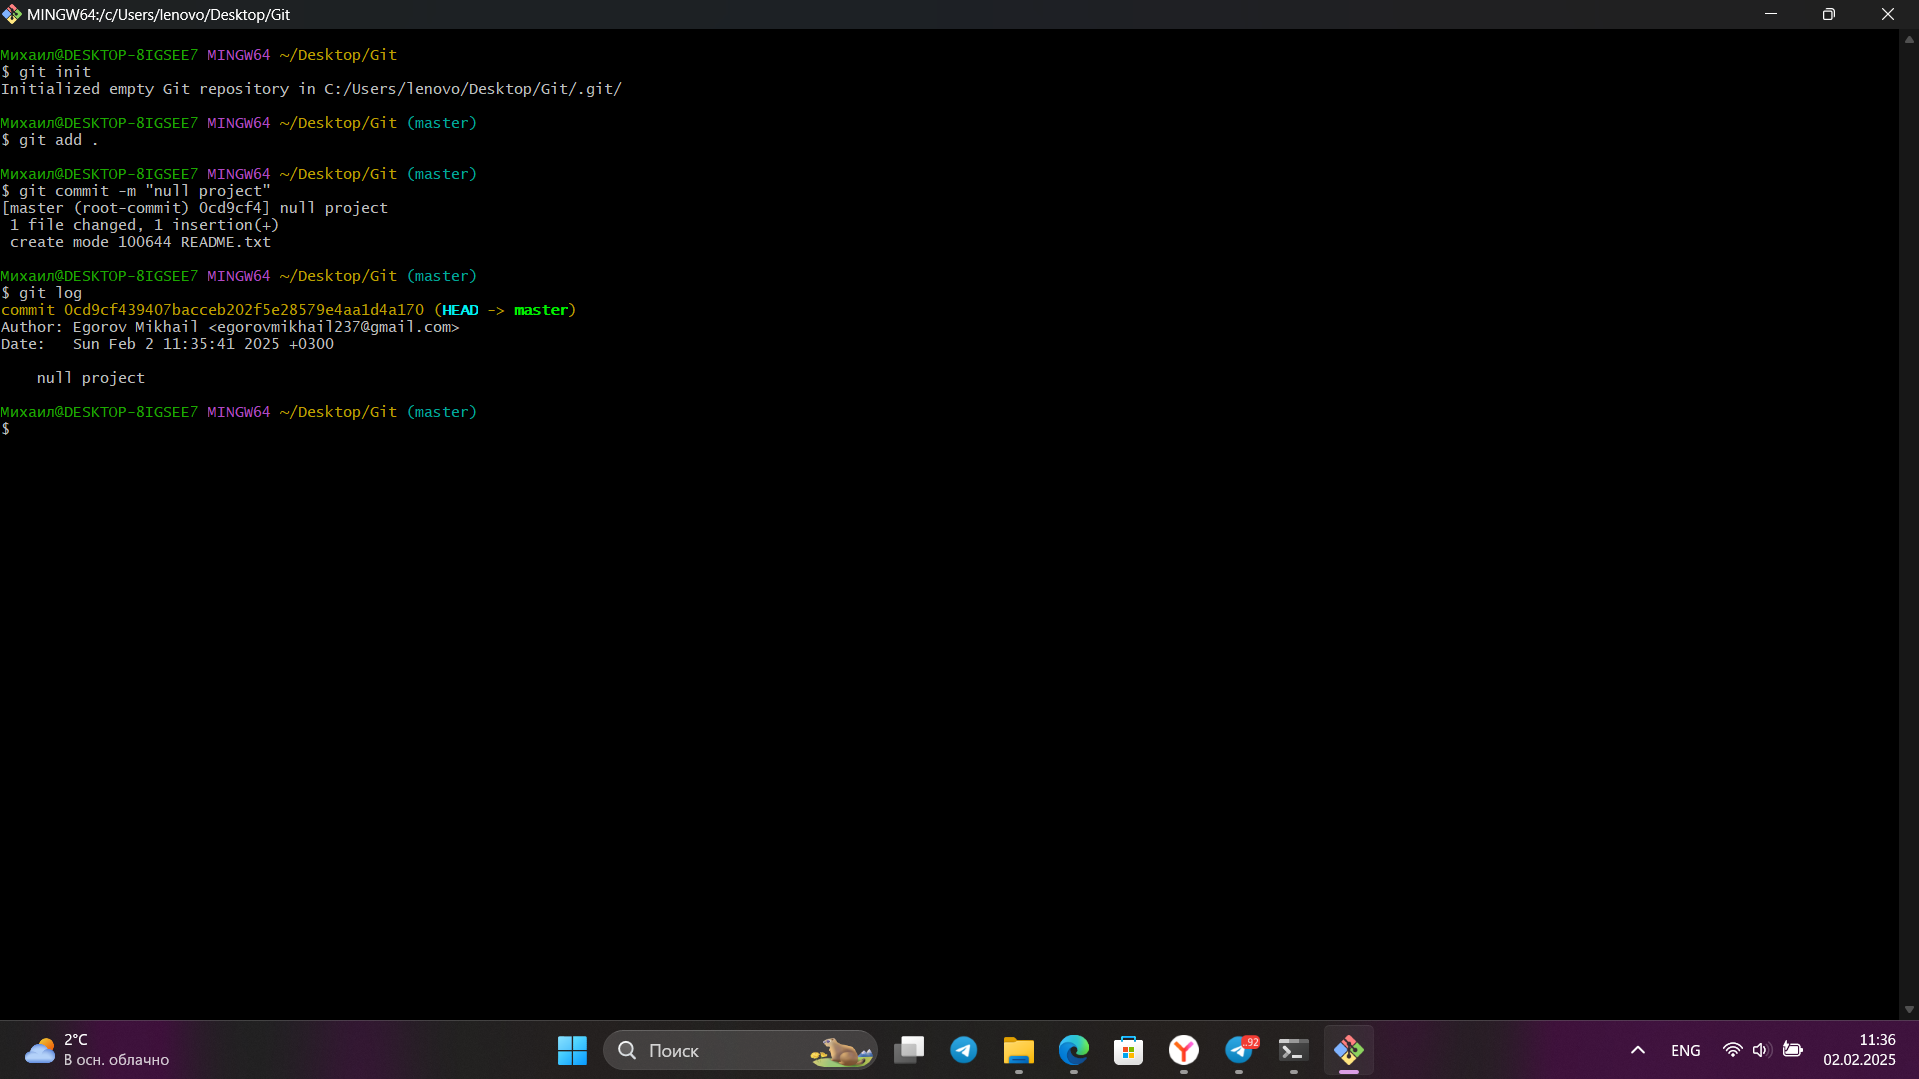 MINGW64:/c/Users/lenovo/Desktop/Git
Михаил@DESKTOP-8IGSEE7 MINGW64 ~/Desktop/Git
$ git init
Initialized empty Git repository in C:/Users/lenovo/Desktop/Git/.git/
Михаил@DESKTOP-8IGSEE7 MINGW64 ~/Desktop/Git (master)
$ git add .
Михаил@DESKTOP-8IGSEE7 MINGW64 ~/Desktop/Git (master)
$ git commit -m "null project"
[master (root-commit) 0cd9cf4] null project
 1 file changed, 1 insertion(+)
 create mode 100644 README.txt
Михаил@DESKTOP-8IGSEE7 MINGW64 ~/Desktop/Git (master)
$ git log
commit 0cd9cf439407bacceb202f5e28579e4aa1d4a170 (HEAD -> master)
Author: Egorov Mikhail <egorovmikhail237@gmail.com>
Date:   Sun Feb 2 11:35:41 2025 +0300
    null project
Михаил@DESKTOP-8IGSEE7 MINGW64 ~/Desktop/Git (master)
$
2°C
В осн. облачно
Поиск
92
ENG
11:36
02.02.2025